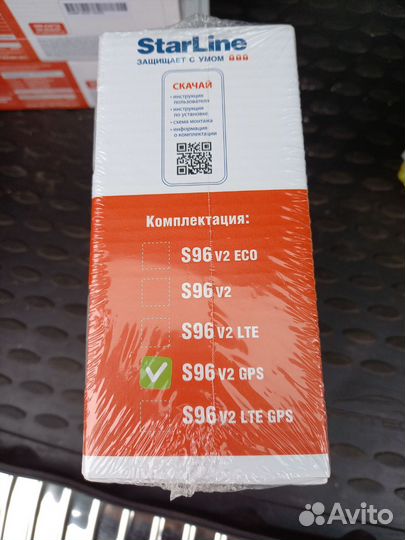 StarLine
ЗАЩИЩАЕТ С УМОМ
СКАЧАЙ
• инструкция
пользователя
• инструкция
по установке
• схема монтажа
• информация
о комплектации
Комплектация:
S96 V2 ECO
S96 V2
S96 V2 LTE
S96 V2 GPS
S96 V2 LTE GPS
Avito